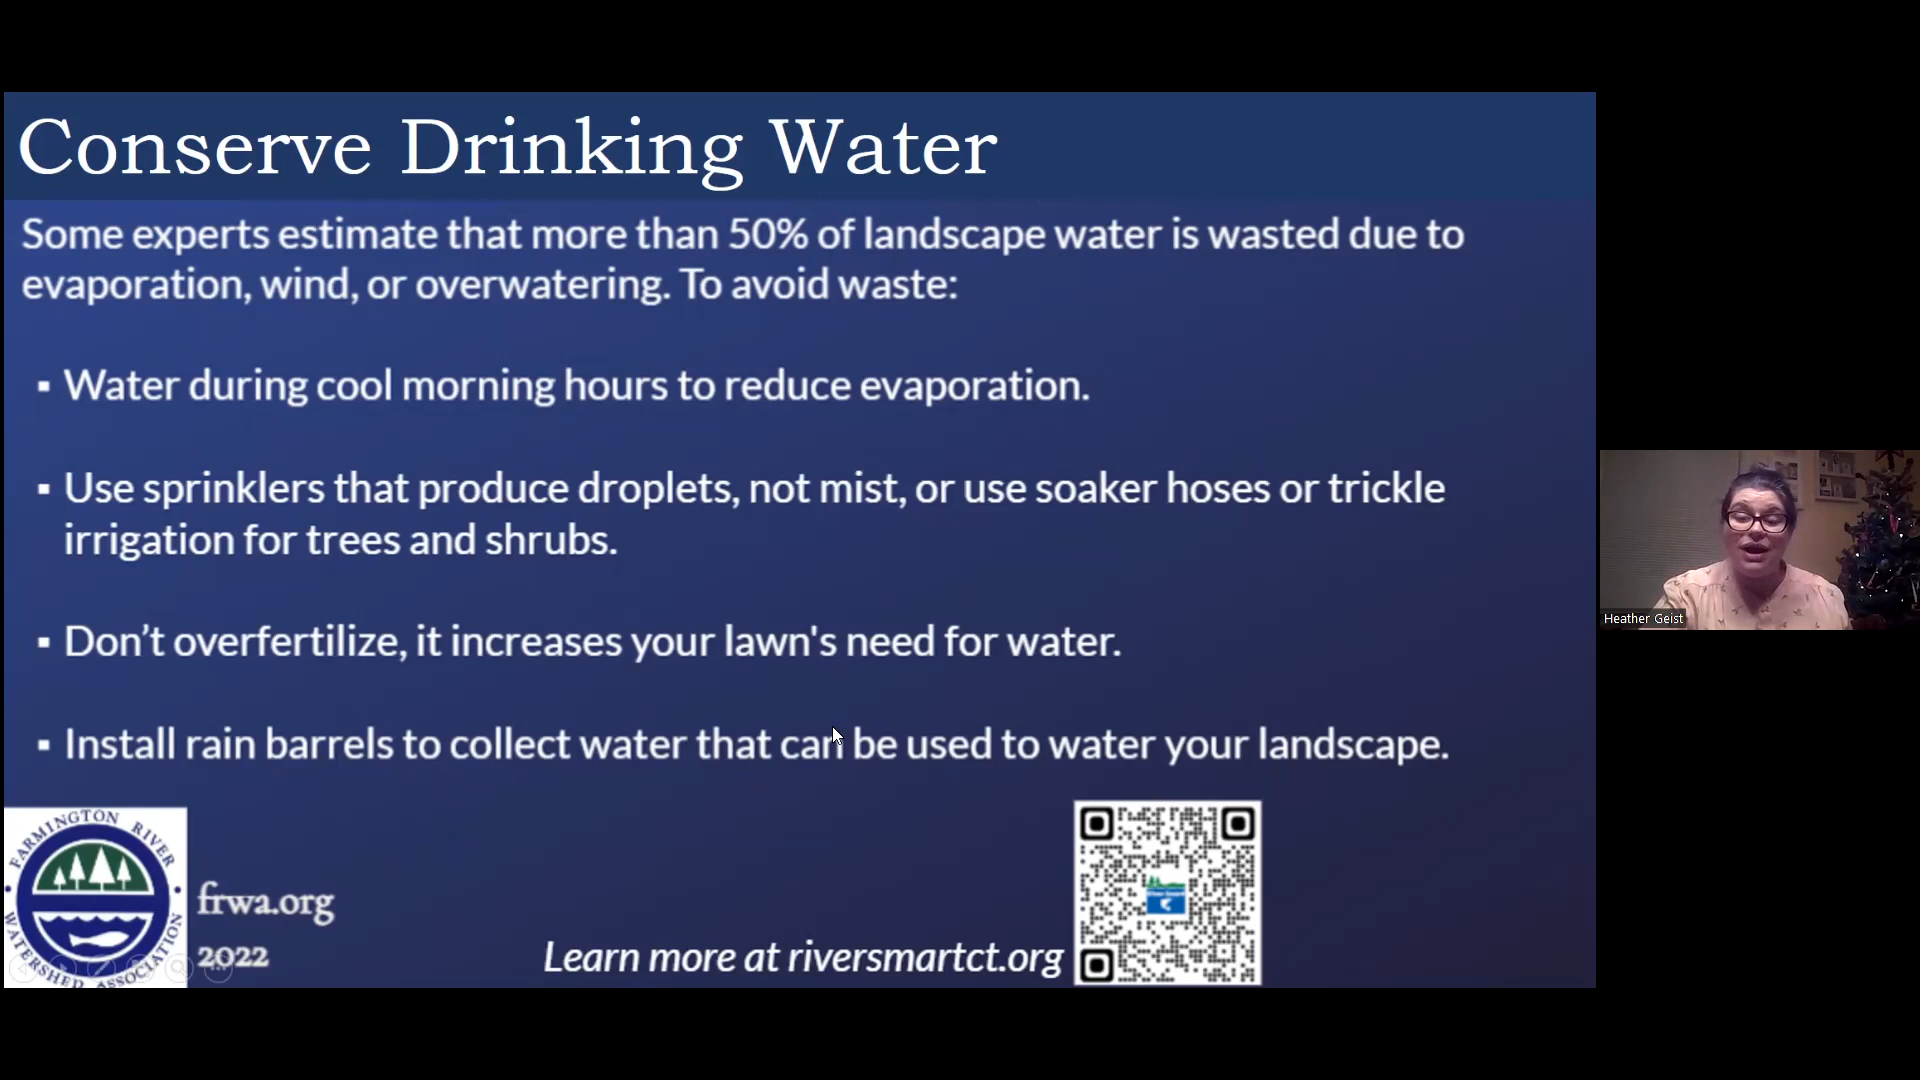 Conserve Drinking Water
Some experts estimate that more than 50% of landscape water is wasted due to
evaporation, wind, or overwatering. To avoid waste:
▪ Water during cool morning hours to reduce evaporation.
▪ Use sprinklers that produce droplets, not mist, or use soaker hoses or trickle
irrigation for trees and shrubs.
▪ Don’t overfertilize, it increases your lawn's need for water.
▪ Install rain barrels to collect water that can be used to water your landscape.
FARMINGTON RIVER
WATERSHED ASSOCIATION
frwa.org
2022
Learn more at riversmartct.org
Heather Geist